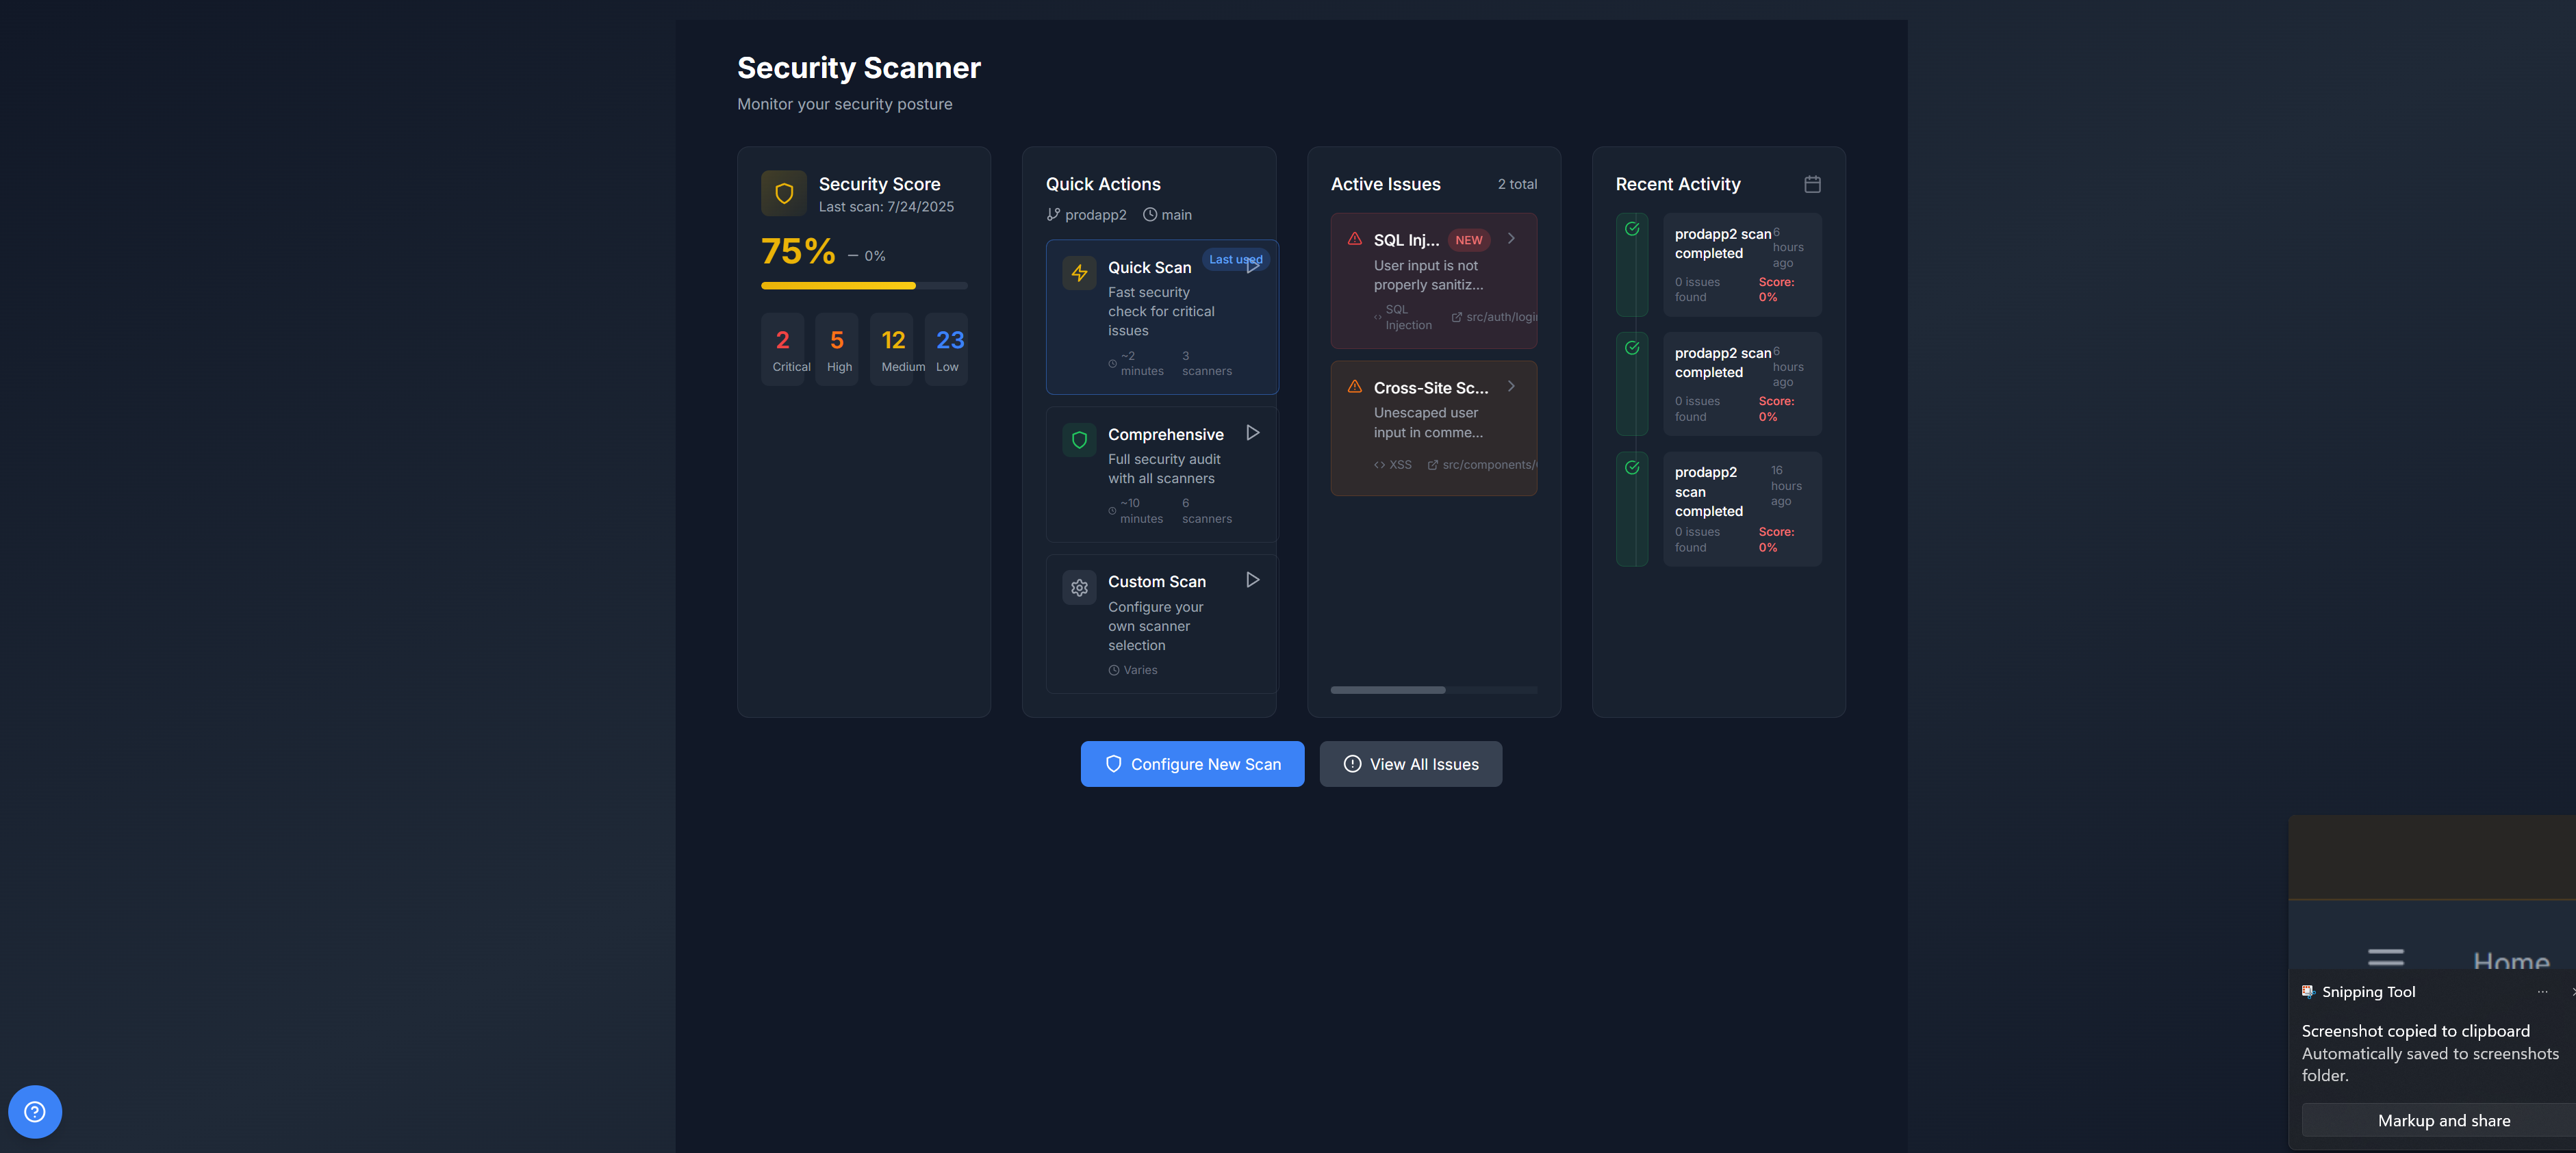 Security Scanner
Monitor your security posture
Security Score
Last scan: 7/24/2025
75% — 0%
2
Critical
5
High
12
Medium
23
Low
Quick Actions
prodapp2 main
Last used
Quick Scan
Fast security
check for critical
issues
~2
minutes
3
scanners
Comprehensive
Full security audit
with all scanners
~10
minutes
6
scanners
Custom Scan
Configure your
own scanner
selection
Varies
Active Issues 2 total
SQL Inj... NEW
User input is not
properly sanitiz...
SQL
Injection
src/auth/login
Cross-Site Sc...
Unescaped user
input in comme...
XSS src/components/
Recent Activity
prodapp2 scan
completed
6
hours
ago
0 issues
found
Score:
0%
prodapp2 scan
completed
6
hours
ago
0 issues
found
Score:
0%
prodapp2
scan
completed
16
hours
ago
0 issues
found
Score:
0%
Configure New Scan
View All Issues
Home
Snipping Tool
Screenshot copied to clipboard
Automatically saved to screenshots
folder.
Markup and share